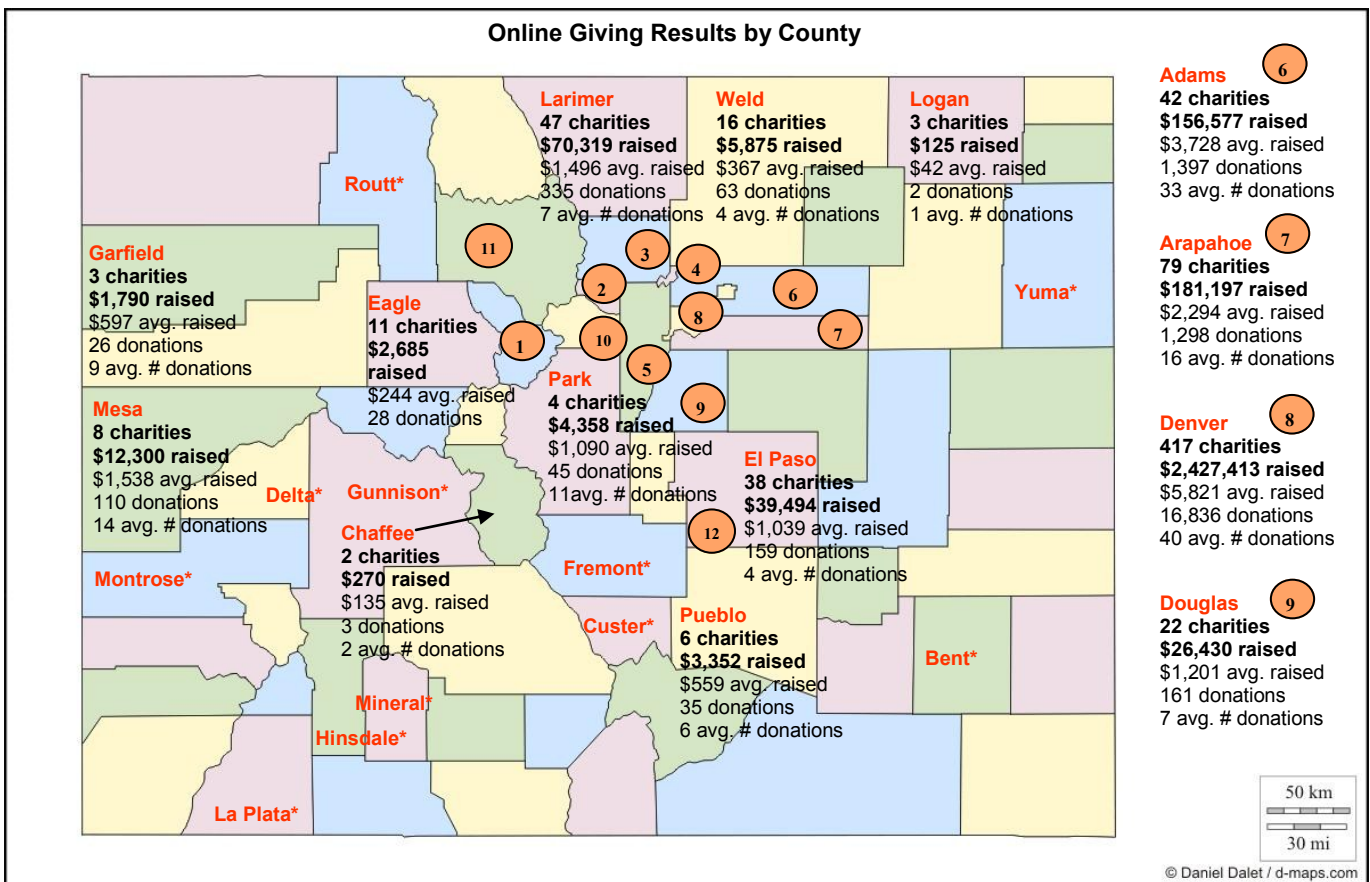 Online Giving Results by County
Larimer
47 charities
$70,319 raised
$1,496 avg. raised
335 donations
7 avg. # donations
Weld
16 charities
$5,875 raised
$367 avg. raised
63 donations
4 avg. # donations
Logan
3 charities
$125 raised
$42 avg. raised
2 donations
1 avg. # donations
Routt*
Garfield
3 charities
$1,790 raised
$597 avg. raised
26 donations
9 avg. # donations
Eagle
11 charities
$2,685
raised
$244 avg. raised
28 donations
11
3
2
4
6
8
7
1
10
5
9
12
Yuma*
Mesa
8 charities
$12,300 raised
$1,538 avg. raised
110 donations
14 avg. # donations
Park
4 charities
$4,358 raised
$1,090 avg. raised
45 donations
11avg. # donations
El Paso
38 charities
$39,494 raised
$1,039 avg. raised
159 donations
4 avg. # donations
Delta*
Gunnison*
Chaffee
2 charities
$270 raised
$135 avg. raised
3 donations
2 avg. # donations
Montrose*
Fremont*
Custer*
Pueblo
6 charities
$3,352 raised
$559 avg. raised
35 donations
6 avg. # donations
Bent*
Mineral*
Hinsdale*
La Plata*
Adams 6
42 charities
$156,577 raised
$3,728 avg. raised
1,397 donations
33 avg. # donations
Arapahoe 7
79 charities
$181,197 raised
$2,294 avg. raised
1,298 donations
16 avg. # donations
Denver 8
417 charities
$2,427,413 raised
$5,821 avg. raised
16,836 donations
40 avg. # donations
Douglas 9
22 charities
$26,430 raised
$1,201 avg. raised
161 donations
7 avg. # donations
50 km
30 mi
© Daniel Dalet / d-maps.com